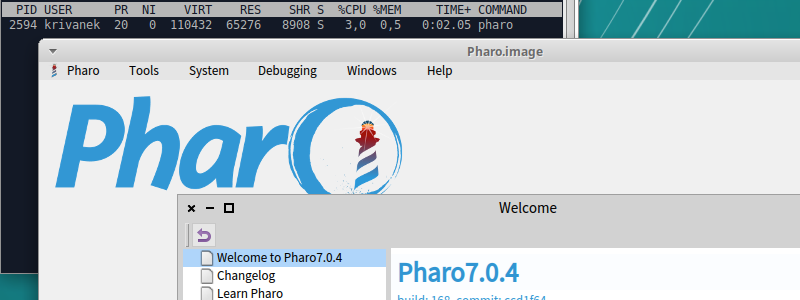 PID USER PR NI VIRT RES SHR S %CPU %MEM TIME+ COMMAND
2594 krivanek 20 0 110432 65276 8908 S 3,0 0,5 0:02.05 pharo
Pharo.image
Pharo Tools System Debugging Windows Help
Pharo
Welcome
Welcome to Pharo7.0.4
Changelog
Learn Pharo
Pharo7.0.4
build: 168, commit: ccd1f64